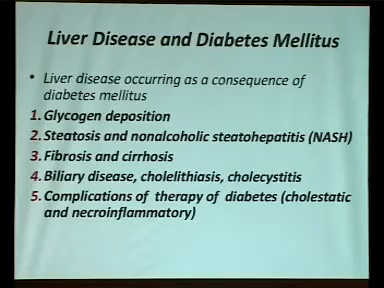 Liver Disease and Diabetes Mellitus
• Liver disease occurring as a consequence of
diabetes mellitus
1. Glycogen deposition
2. Steatosis and nonalcoholic steatohepatitis (NASH)
3. Fibrosis and cirrhosis
4. Biliary disease, cholelithiasis, cholecystitis
5. Complications of therapy of diabetes (cholestatic
and necroinflammatory)